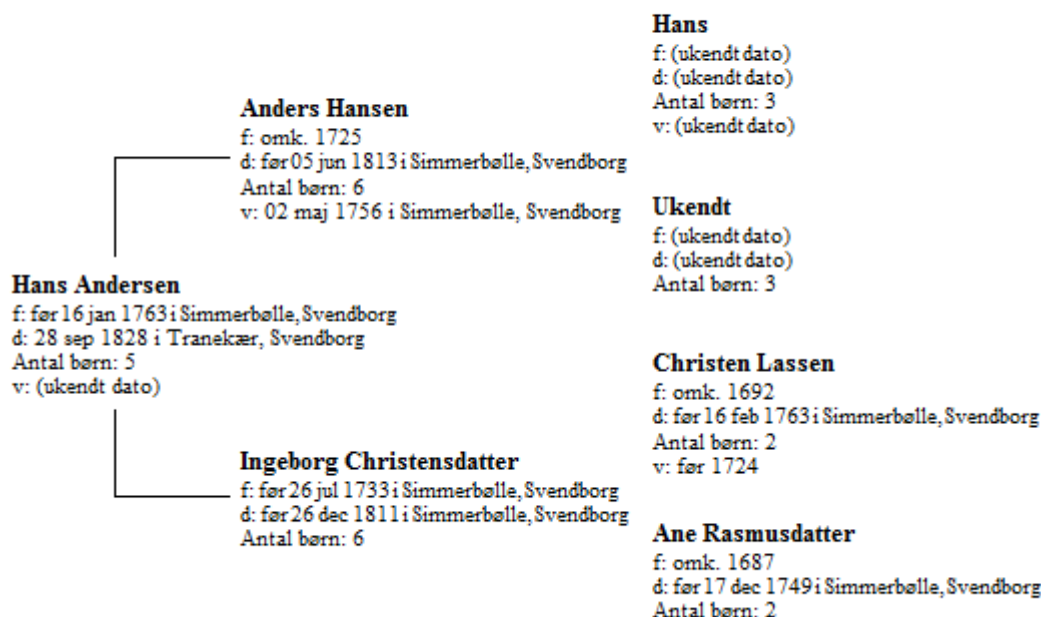 Hans
f: (ukendt dato)
d: (ukendt dato)
Antal børn: 3
v: (ukendt dato)
Anders Hansen
f: omk. 1725
d: før 05 jun 1813 i Simmerbølle, Svendborg
Antal børn: 6
v: 02 maj 1756 i Simmerbølle, Svendborg
Ukendt
f: (ukendt dato)
d: (ukendt dato)
Antal børn: 3
Hans Andersen
f: før 16 jan 1763 i Simmerbølle, Svendborg
d: 28 sep 1828 i Tranekær, Svendborg
Antal børn: 5
v: (ukendt dato)
Christen Lassen
f: omk. 1692
d: før 16 feb 1763 i Simmerbølle, Svendborg
Antal børn: 2
v: før 1724
Ingeborg Christensdatter
f: før 26 jul 1733 i Simmerbølle, Svendborg
d: før 26 dec 1811 i Simmerbølle, Svendborg
Antal børn: 6
Ane Rasmusdatter
f: omk. 1687
d: før 17 dec 1749 i Simmerbølle, Svendborg
Antal børn: 2